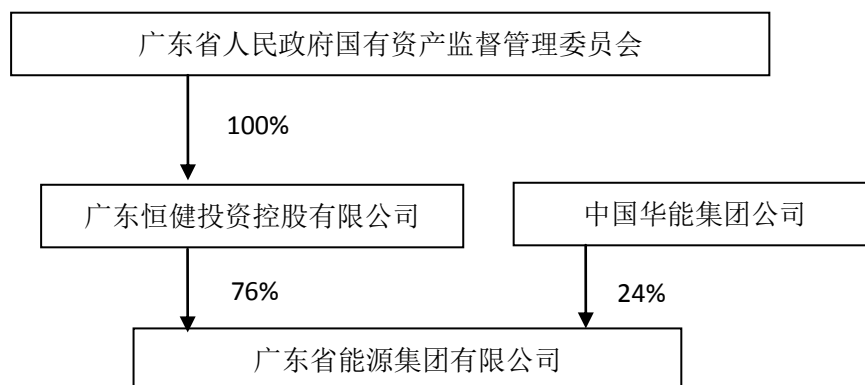 广东省人民政府国有资产监督管理委员会
100%
广东恒健投资控股有限公司
中国华能集团公司
76%
24%
广东省能源集团有限公司